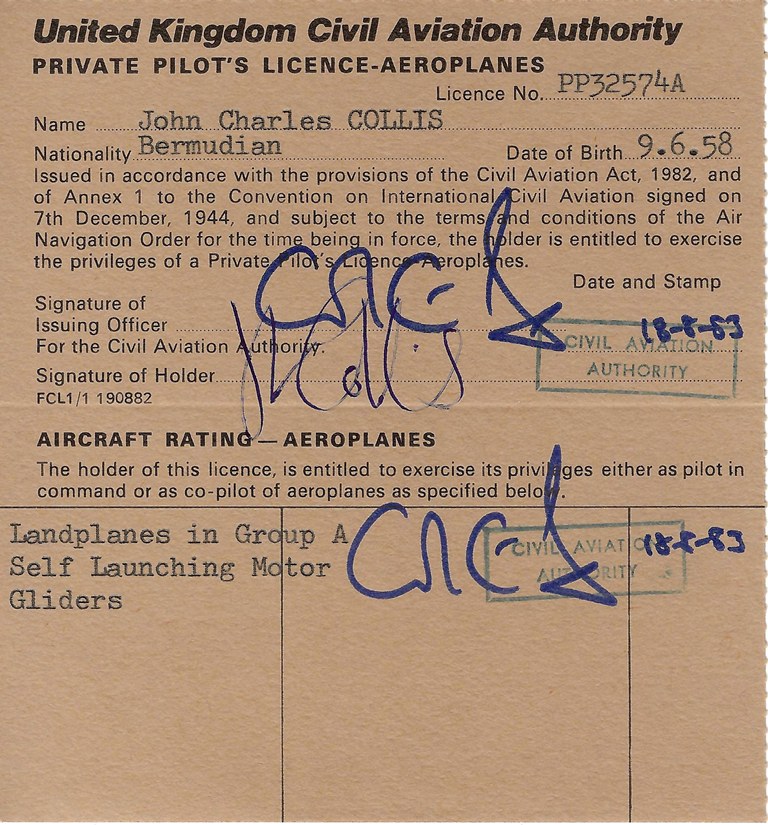 United Kingdom Civil Aviation Authority
PRIVATE PILOT'S LICENCE-AEROPLANES
Licence No. PP32574A
Name John Charles COLLIS
Nationality Bermudian Date of Birth 9.6.58
Issued in accordance with the provisions of the Civil Aviation Act, 1982, and
of Annex 1 to the Convention on International Civil Aviation signed on
7th December, 1944, and subject to the terms and conditions of the Air
Navigation Order for the time being in force, the holder is entitled to exercise
the privileges of a Private Pilot's Licence Aeroplanes.
Date and Stamp
Signature of
Issuing Officer 18-8-83
For the Civil Aviation Authority.
CIVIL AVIATION
AUTHORITY
Signature of Holder
FCL1/1 190882
AIRCRAFT RATING — AEROPLANES
The holder of this licence, is entitled to exercise its privileges either as pilot in
command or as co-pilot of aeroplanes as specified below.
Landplanes in Group A
Self Launching Motor
Gliders
CIVIL AVIATION 18-8-83
AUTHORITY